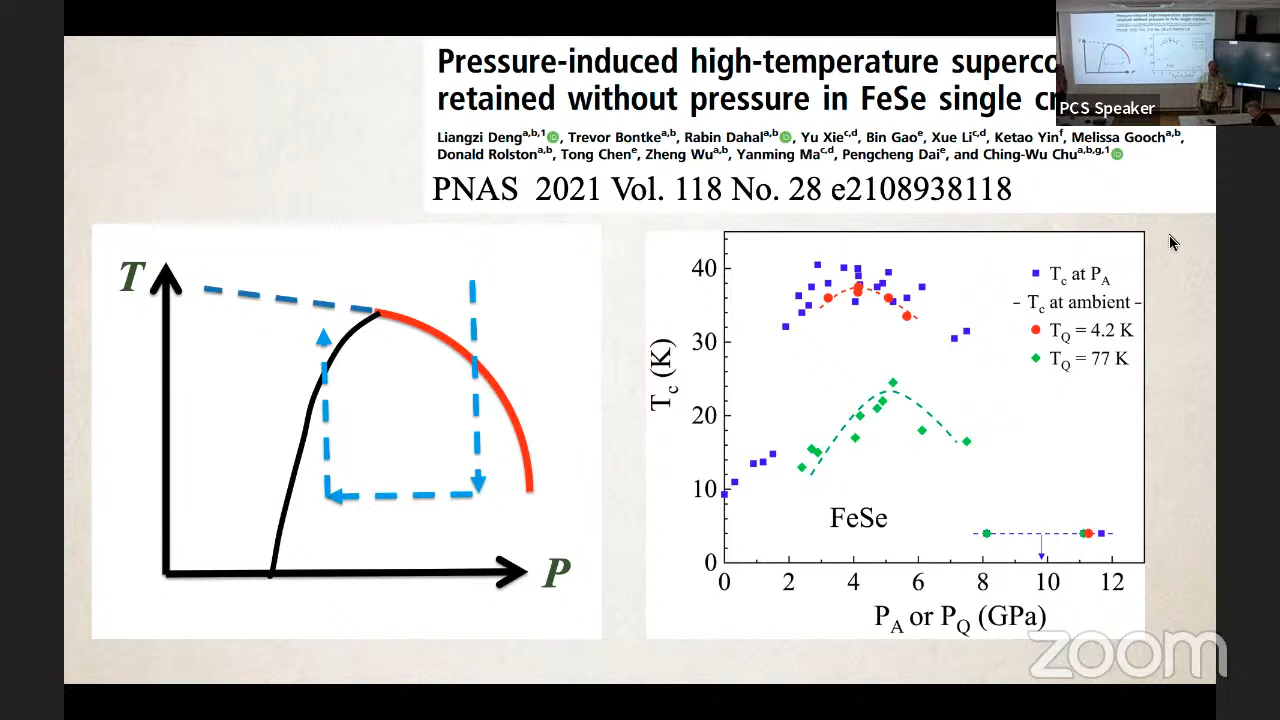 Pressure-induced high-temperature superco
retained without pressure in FeSe single cr
Liangzi Deng^a,b,1, Trevor Bontke^a,b, Rabin Dahal^a,b, Yu Xie^c,d, Bin Gao^e, Xue Li^c,d, Ketao Yin^f, Melissa Gooch^a,b,
Donald Rolston^a,b, Tong Chen^e, Zheng Wu^a,b, Yanming Ma^c,d, Pengcheng Dai^e, and Ching-Wu Chu^a,b,g,1
PNAS 2021 Vol. 118 No. 28 e2108938118
PCS Speaker
T
P
T_c (K)
40
30
20
10
0
0 2 4 6 8 10 12
P_A or P_Q (GPa)
T_c at P_A
T_c at ambient
T_Q = 4.2 K
T_Q = 77 K
FeSe
zoom